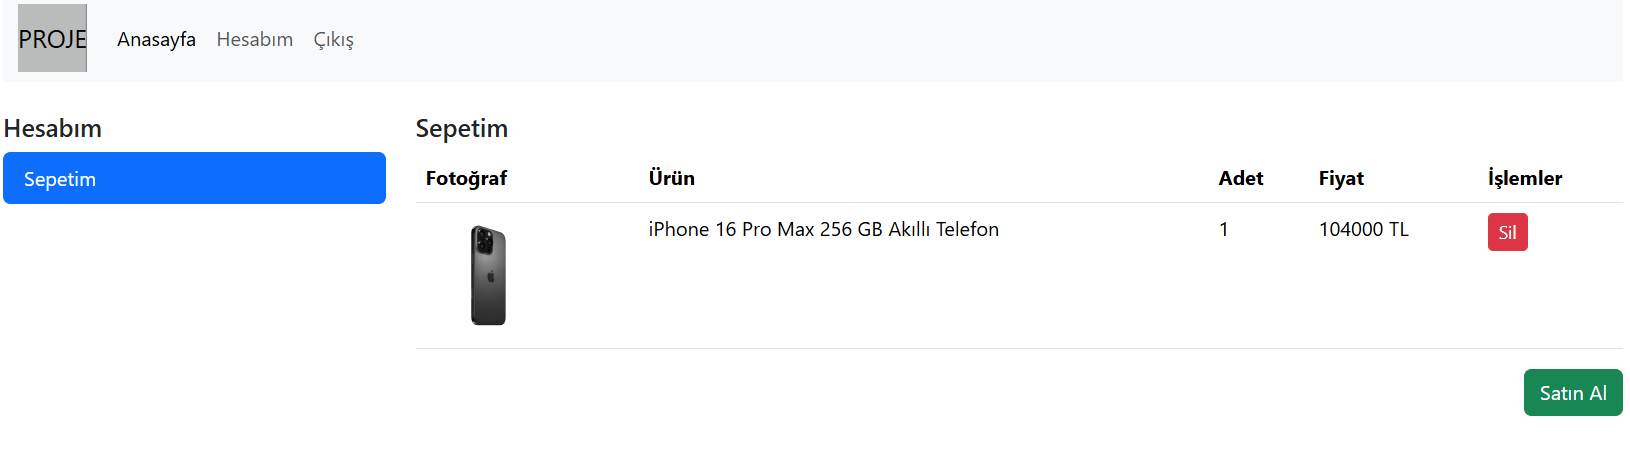 PROJE Anasayfa Hesabım Çıkış
Hesabım
Sepetim
Sepetim
Fotoğraf Ürün Adet Fiyat İşlemler
iPhone 16 Pro Max 256 GB Akıllı Telefon 1 104000 TL Sil
Satın Al